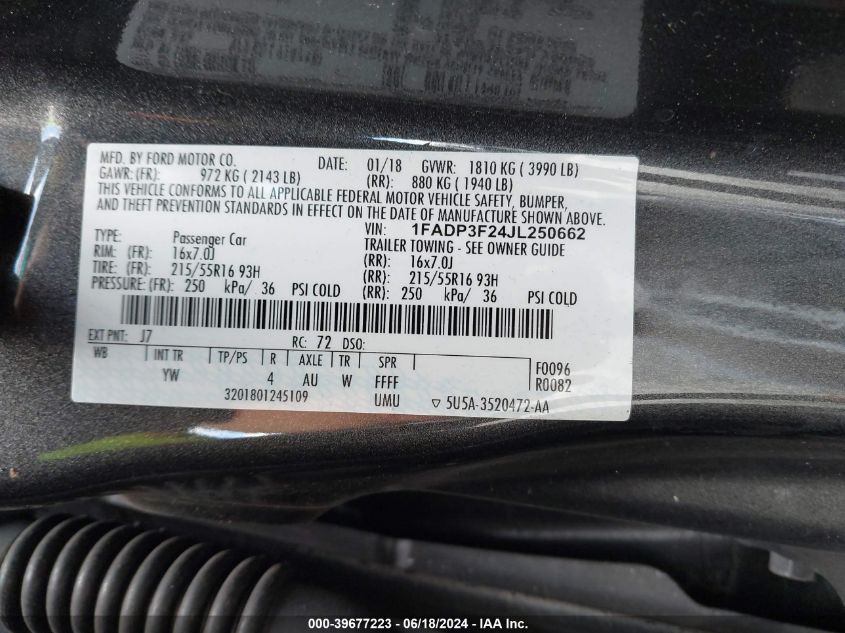 MFD. BY FORD MOTOR CO. DATE: 01/18 GVWR: 1810 KG ( 3990 LB)
GAWR: (FR): 972 KG ( 2143 LB) (RR): 880 KG ( 1940 LB)
THIS VEHICLE CONFORMS TO ALL APPLICABLE FEDERAL MOTOR VEHICLE SAFETY, BUMPER,
AND THEFT PREVENTION STANDARDS IN EFFECT ON THE DATE OF MANUFACTURE SHOWN ABOVE.
VIN: 1FADP3F24JL250662
TYPE: Passenger Car TRAILER TOWING - SEE OWNER GUIDE
RIM: (FR): 16x7.0J (RR): 16x7.0J
TIRE: (FR): 215/55R16 93H (RR): 215/55R16 93H
PRESSURE: (FR): 250 kPa/ 36 PSI COLD (RR): 250 kPa/ 36 PSI COLD
EXT PNT: J7 RC: 72 DSO:
WB INT TR TP/PS R AXLE TR SPR F0096
YW 4 AU W FFFF R0082
3201801245109 UMU ▽ 5U5A-3520472-AA
000-39677223 - 06/18/2024 - IAA Inc.